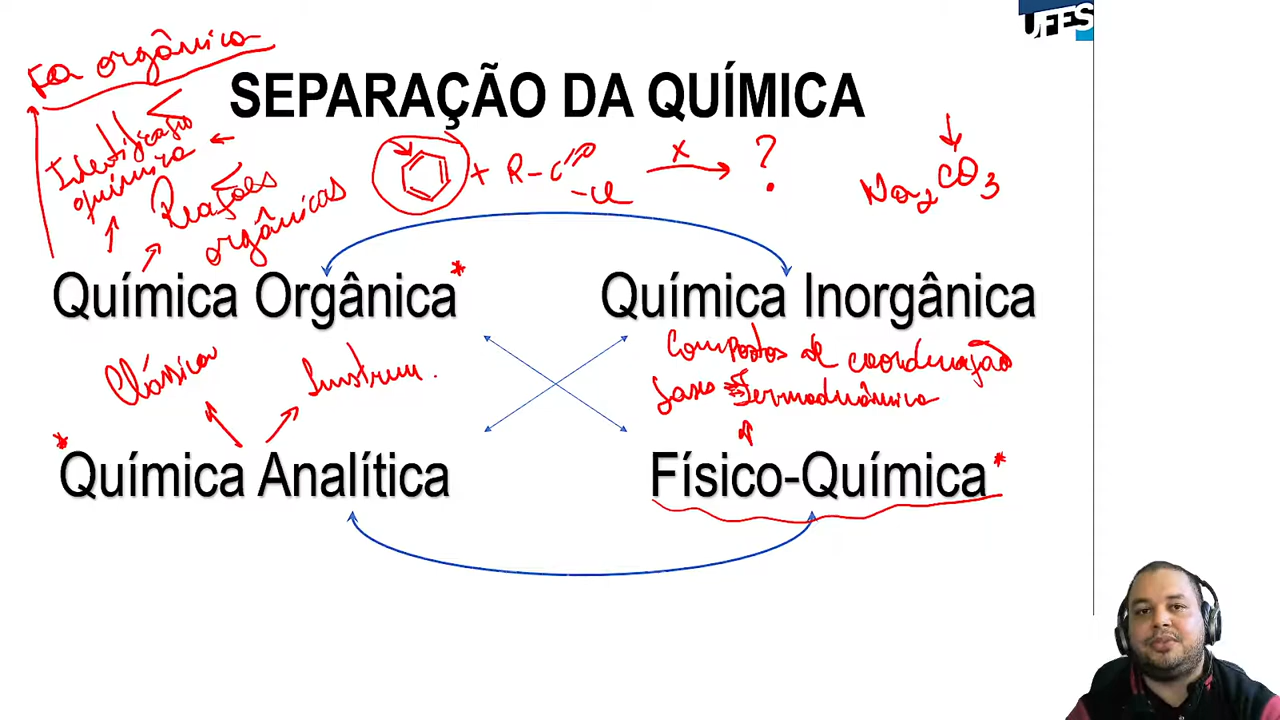 UFES
FQ orgânica
SEPARAÇÃO DA QUÍMICA
Identificação
química
Reações
orgânicas
+ R-C=O
-Cl
x
?
Na2CO3
Química Orgânica*
Química Inorgânica
Clássica
Instrum.
Compostos de coordenação
Termodinâmica
*Química Analítica
Físico-Química*